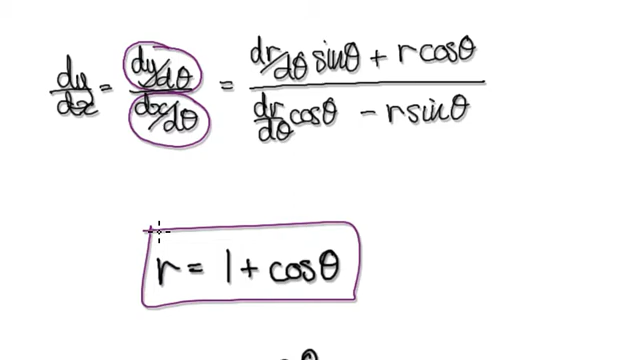 dy/dx = (dy/dθ)/(dx/dθ) = (dr/dθ sinθ + r cosθ)/(dr/dθ cosθ - r sinθ)
r = 1 + cosθ
θ